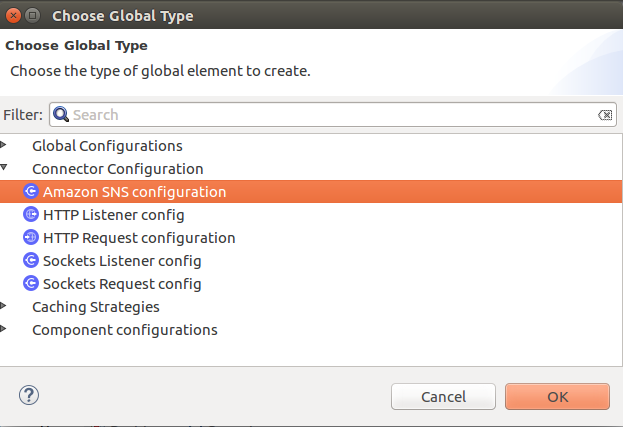 Choose Global Type
Choose Global Type
Choose the type of global element to create.
Filter: Search
Global Configurations
Connector Configuration
Amazon SNS configuration
HTTP Listener config
HTTP Request configuration
Sockets Listener config
Sockets Request config
Caching Strategies
Component configurations
? Cancel OK